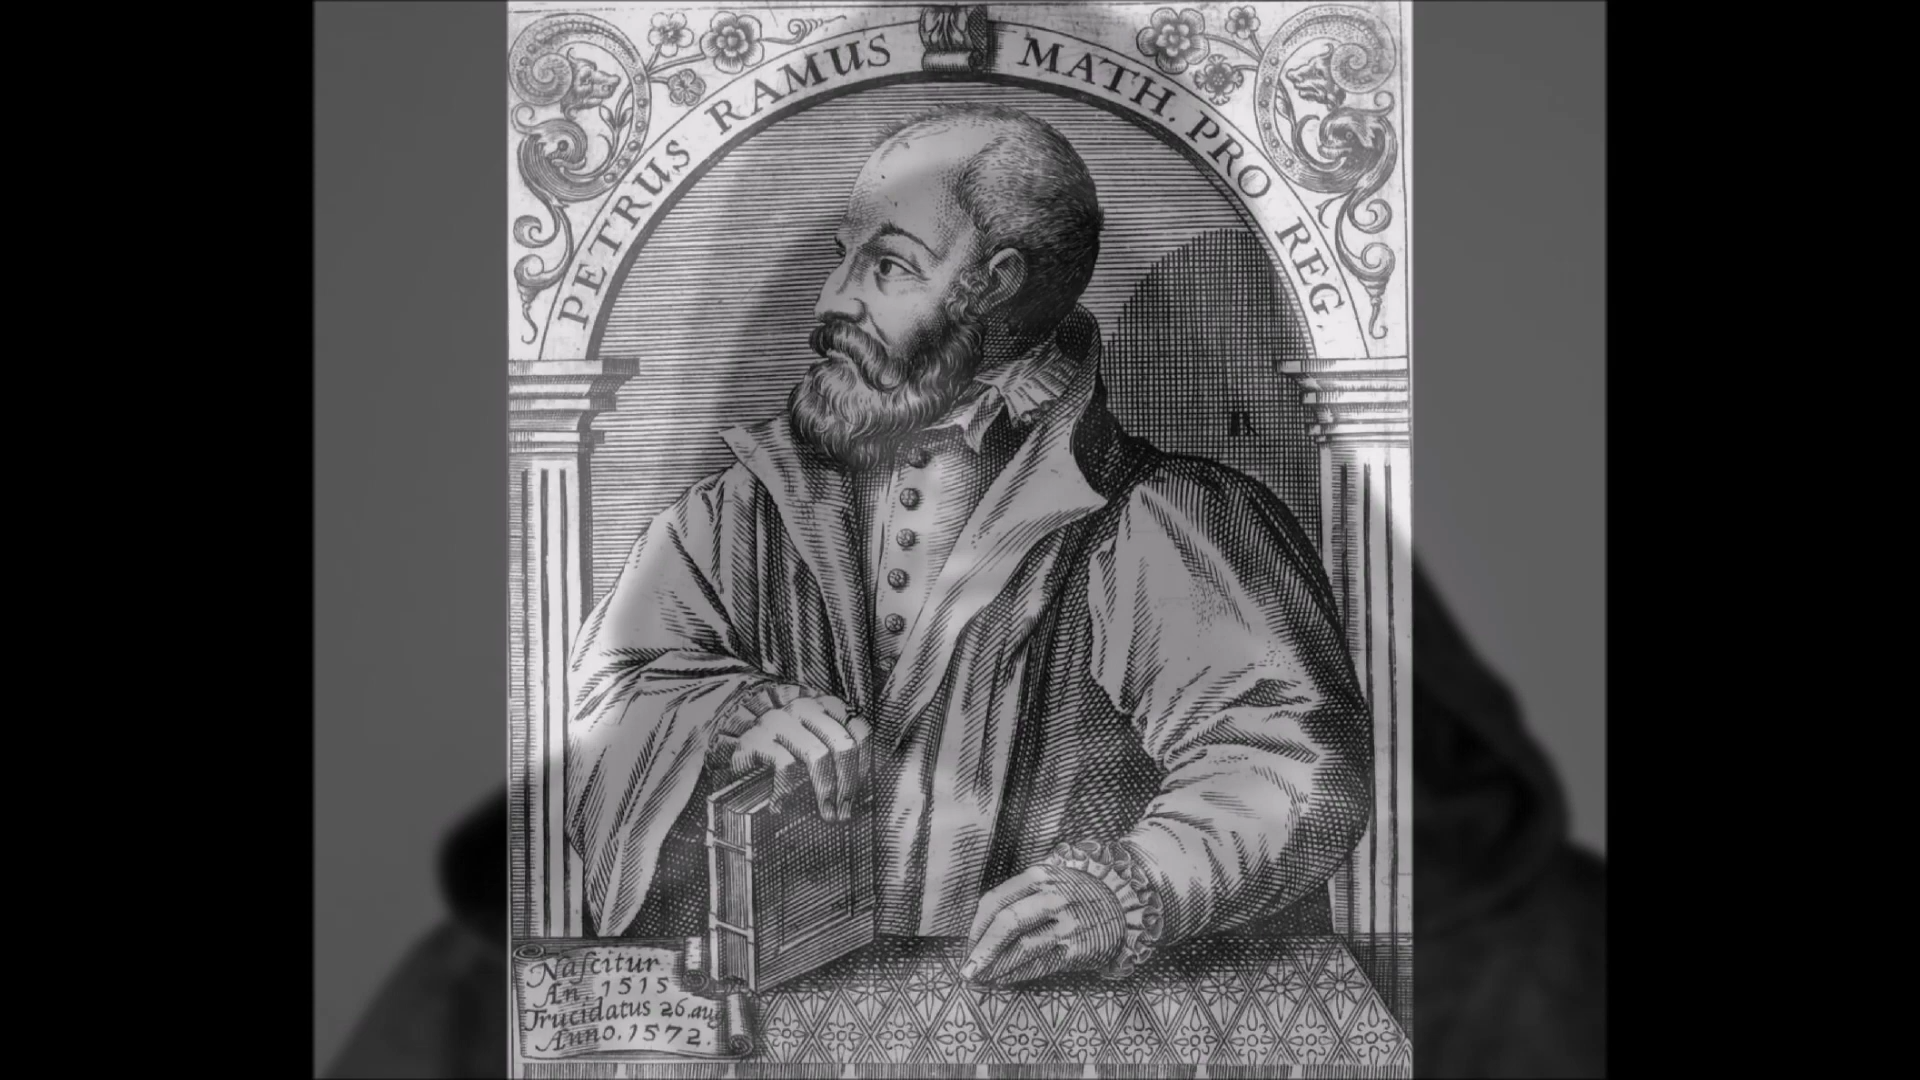 PETRUS RAMUS MATH. PRO REG.
Naſcitur
An. 1515
Trucidatus 26. aug
Anno. 1572.